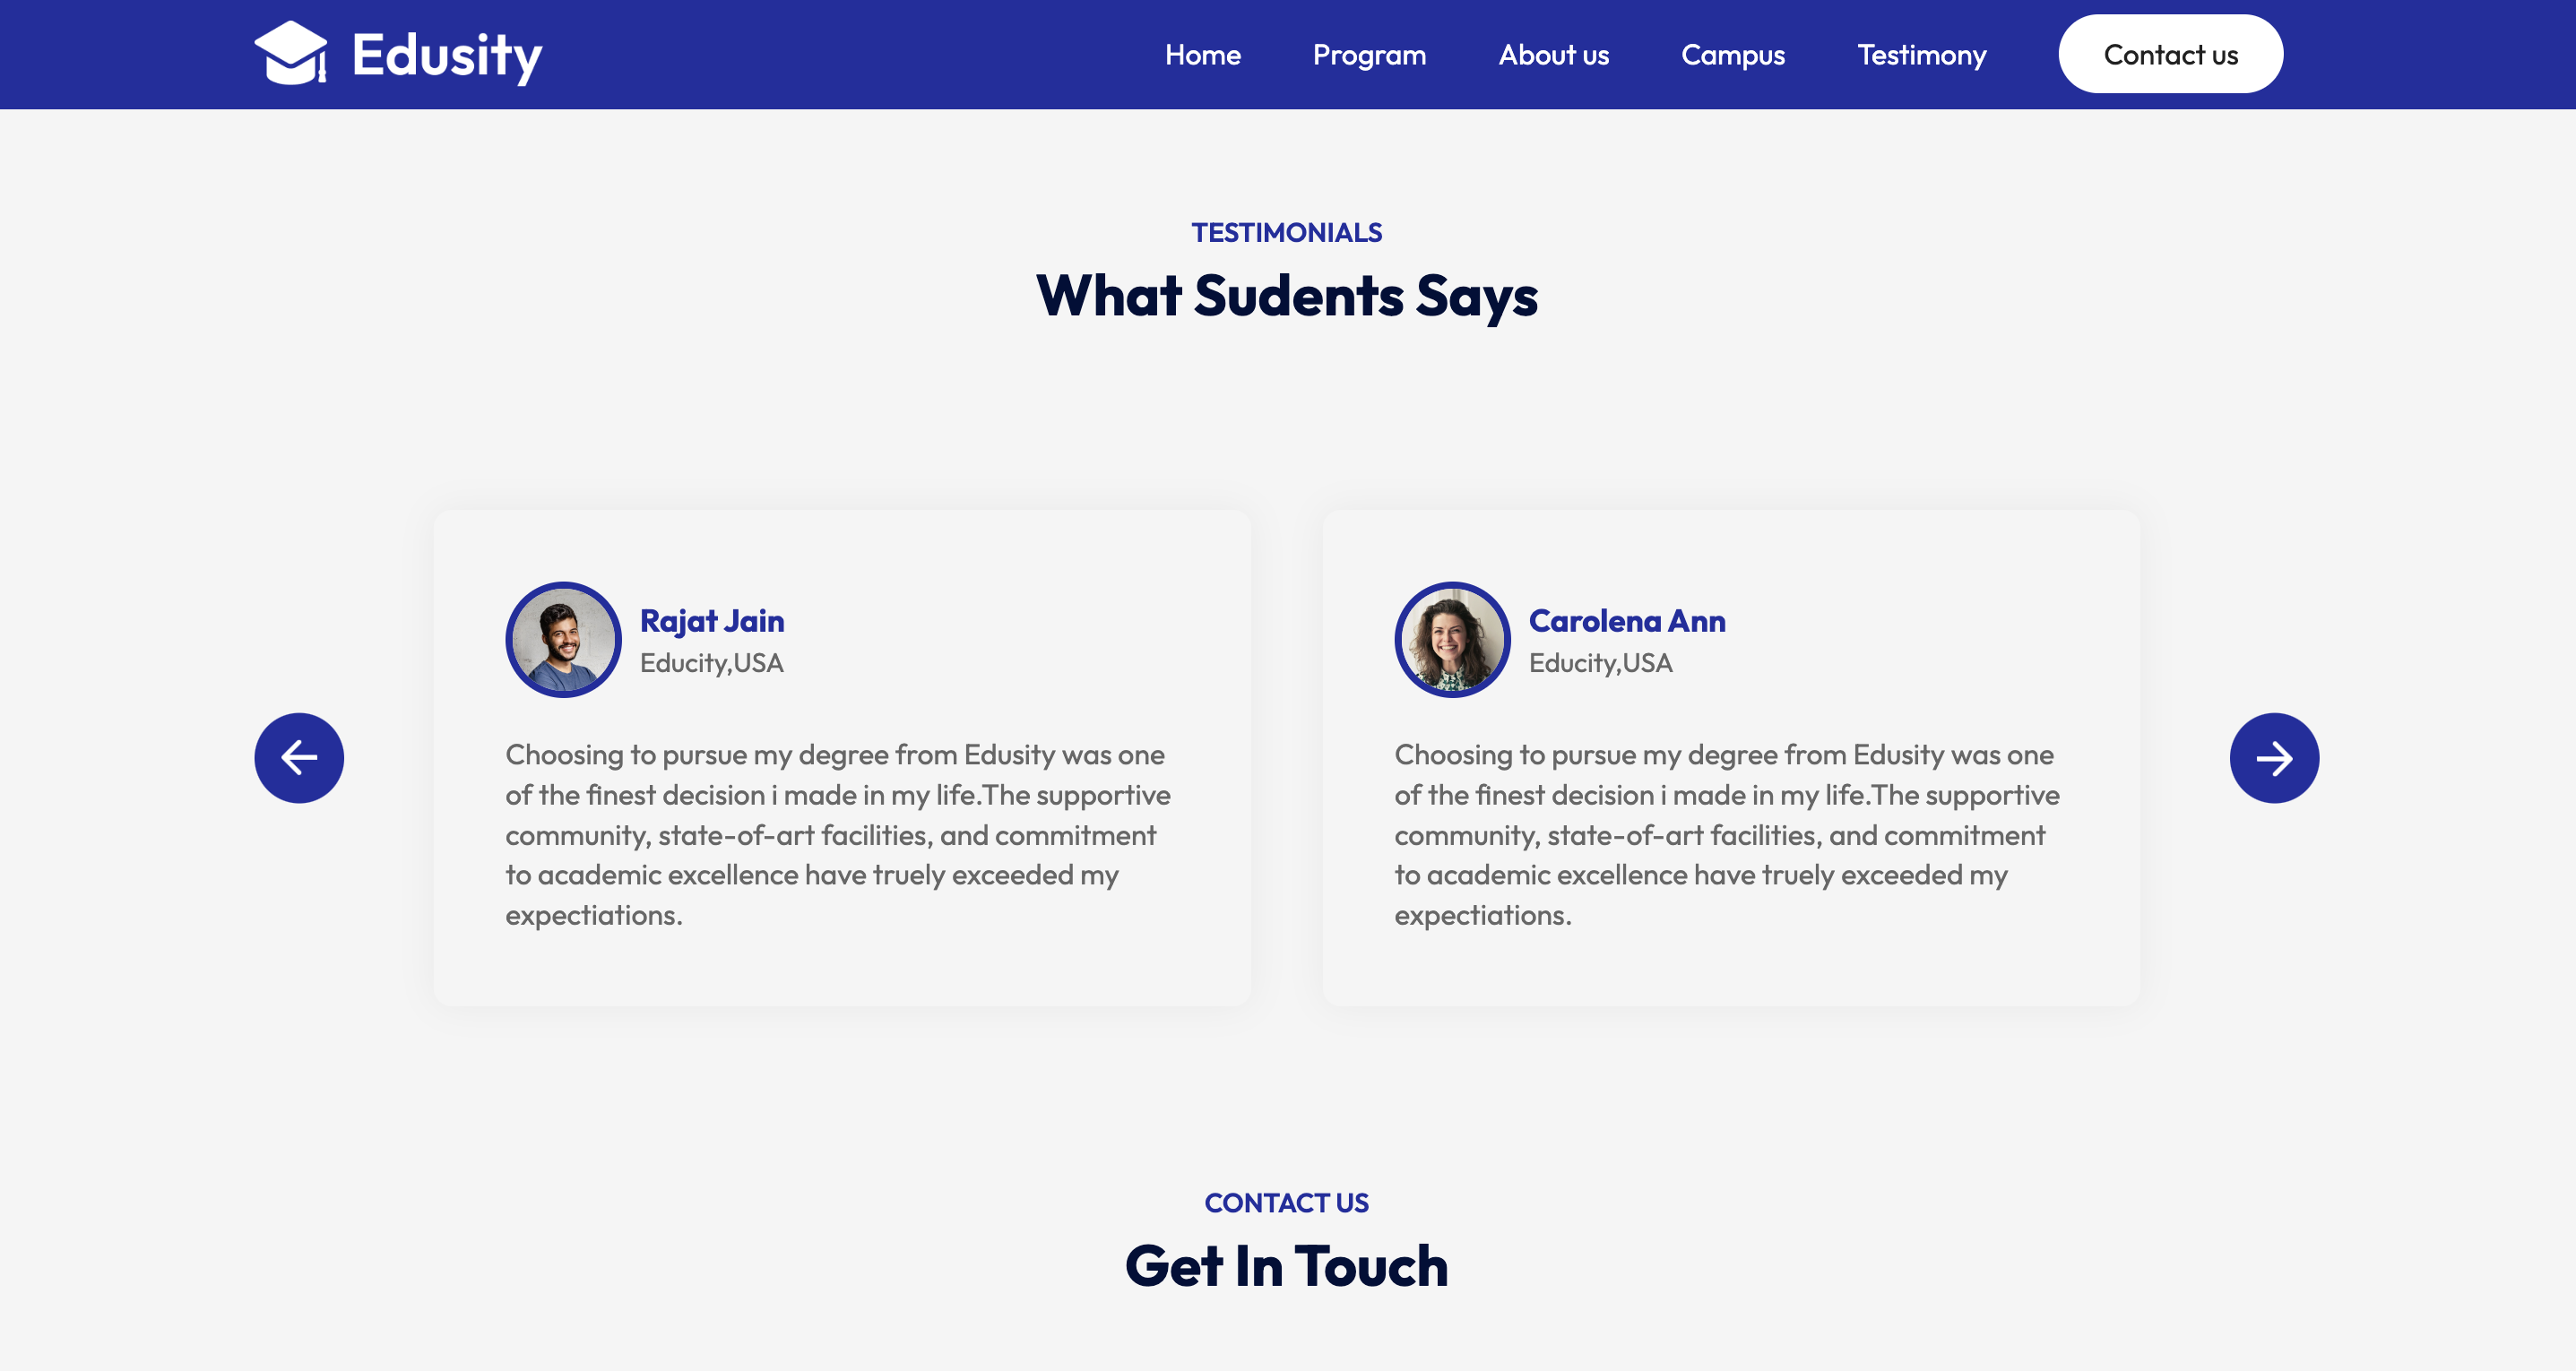 Edusity
Home
Program
About us
Campus
Testimony
Contact us
TESTIMONIALS
What Sudents Says
Rajat Jain
Educity,USA
Choosing to pursue my degree from Edusity was one
of the finest decision i made in my life.The supportive
community, state-of-art facilities, and commitment
to academic excellence have truely exceeded my
expectiations.
Carolena Ann
Educity,USA
Choosing to pursue my degree from Edusity was one
of the finest decision i made in my life.The supportive
community, state-of-art facilities, and commitment
to academic excellence have truely exceeded my
expectiations.
CONTACT US
Get In Touch